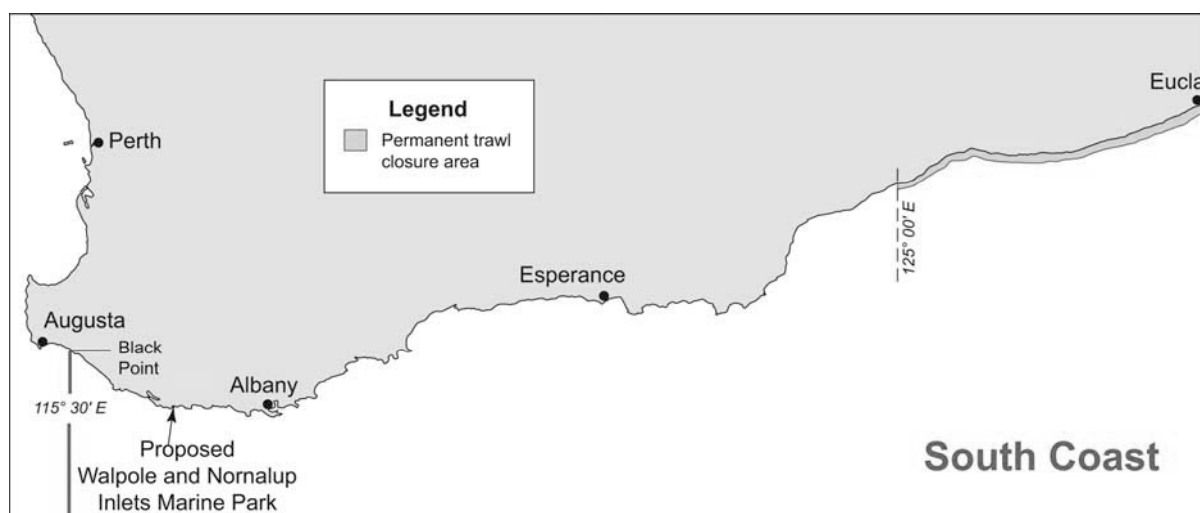 Eucla
Legend
Permanent trawl
closure area
Perth
125° 00' E
Esperance
Augusta
Black
Point
Albany
115° 30' E
Proposed
Walpole and Nornalup
Inlets Marine Park
South Coast